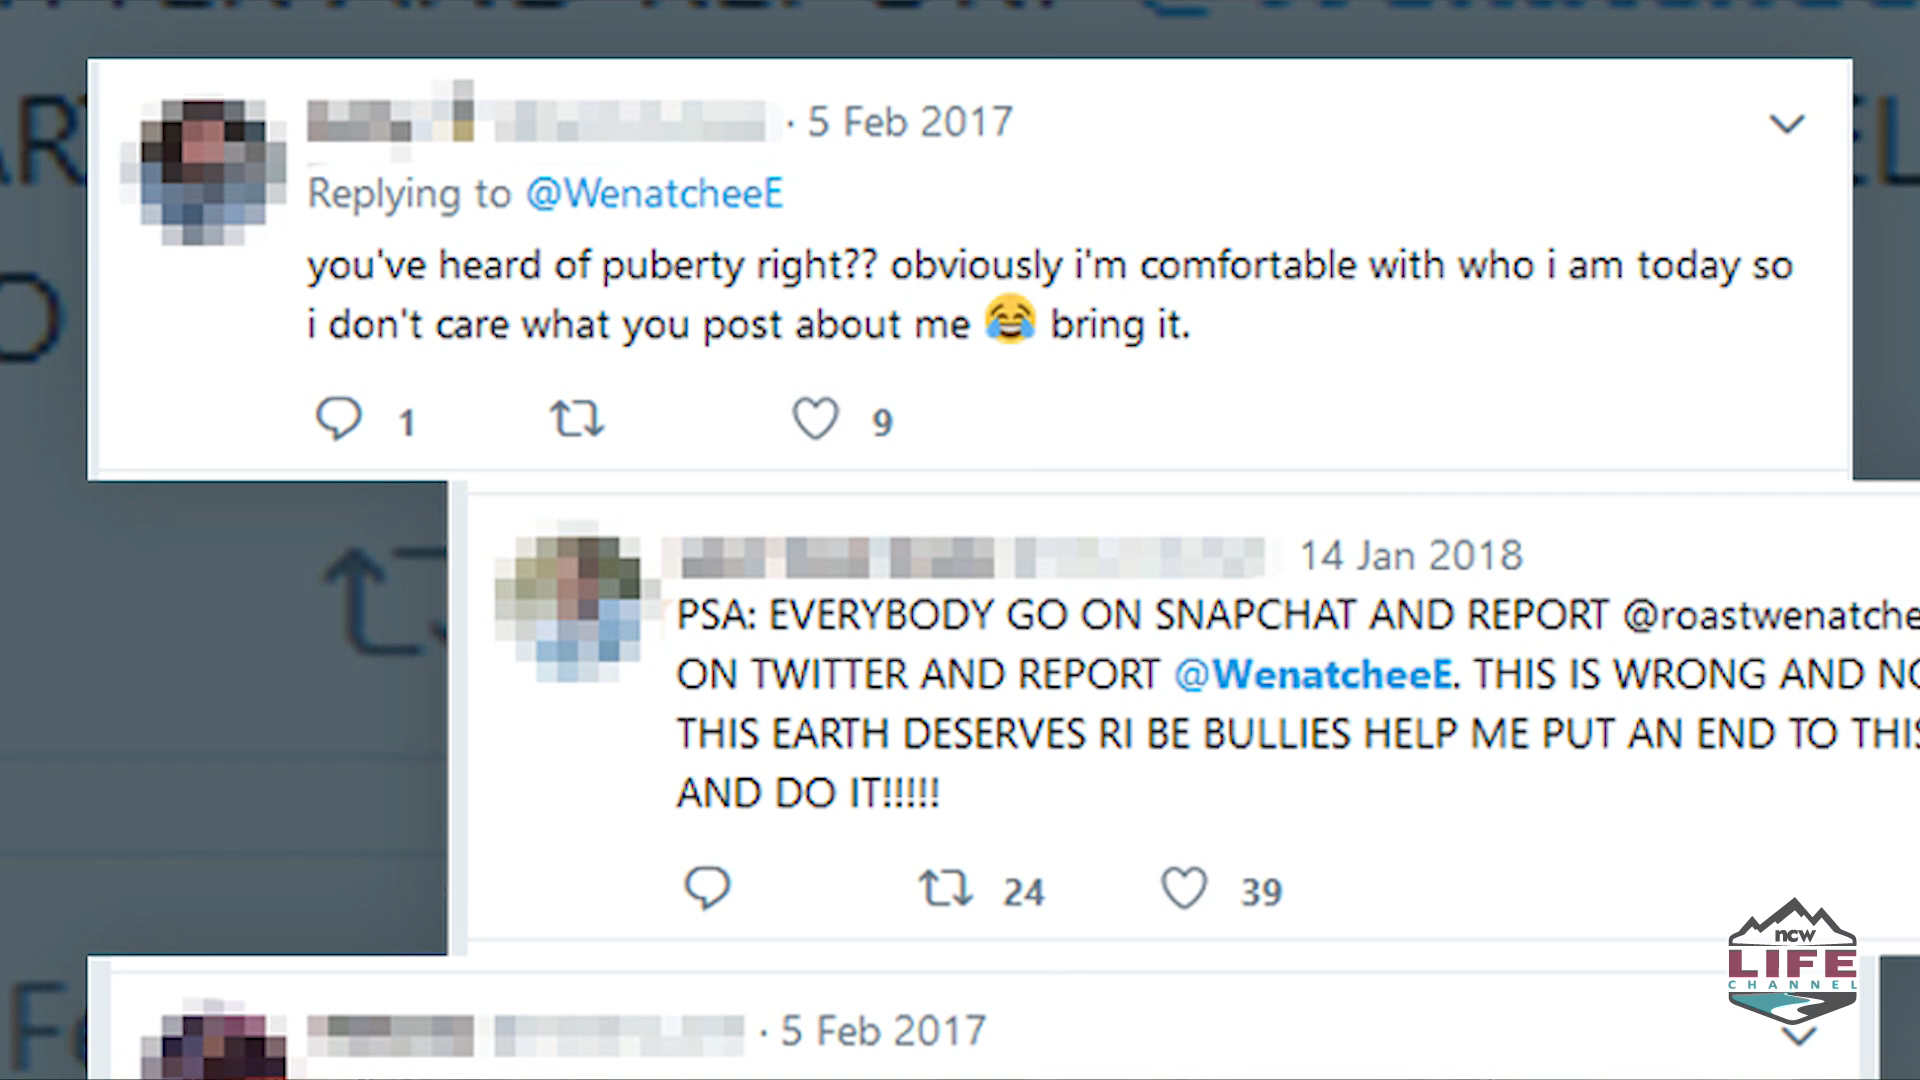 · 5 Feb 2017
Replying to @WenatcheeE
you've heard of puberty right?? obviously i'm comfortable with who i am today so
i don't care what you post about me 😂 bring it.
1 9
14 Jan 2018
PSA: EVERYBODY GO ON SNAPCHAT AND REPORT @roastwenatche
ON TWITTER AND REPORT @WenatcheeE. THIS IS WRONG AND NO
THIS EARTH DESERVES RI BE BULLIES HELP ME PUT AN END TO THIS
AND DO IT!!!!!
24 39
· 5 Feb 2017
ncw
LIFE
CHANNEL